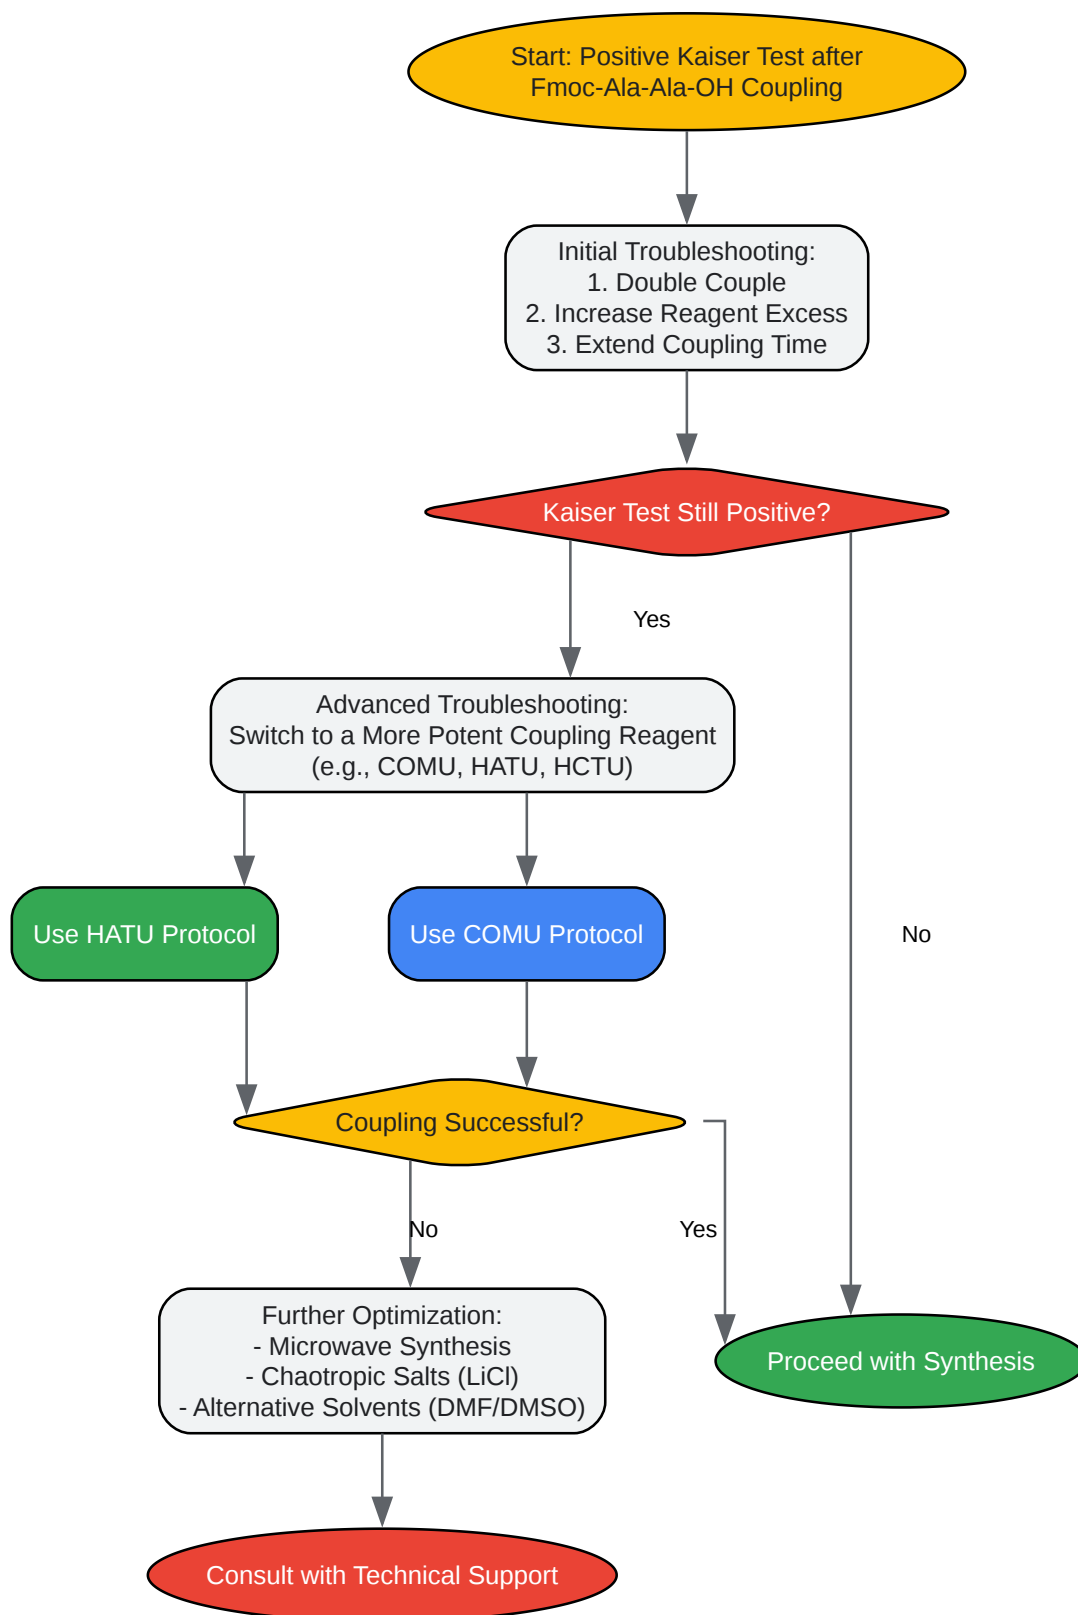 Start: Positive Kaiser Test after
Fmoc-Ala-Ala-OH Coupling
Initial Troubleshooting:
1. Double Couple
2. Increase Reagent Excess
3. Extend Coupling Time
Kaiser Test Still Positive?
Yes
Advanced Troubleshooting:
Switch to a More Potent Coupling Reagent
(e.g., COMU, HATU, HCTU)
Use HATU Protocol
Use COMU Protocol
No
Coupling Successful?
No
Yes
Further Optimization:
- Microwave Synthesis
- Chaotropic Salts (LiCl)
- Alternative Solvents (DMF/DMSO)
Proceed with Synthesis
Consult with Technical Support